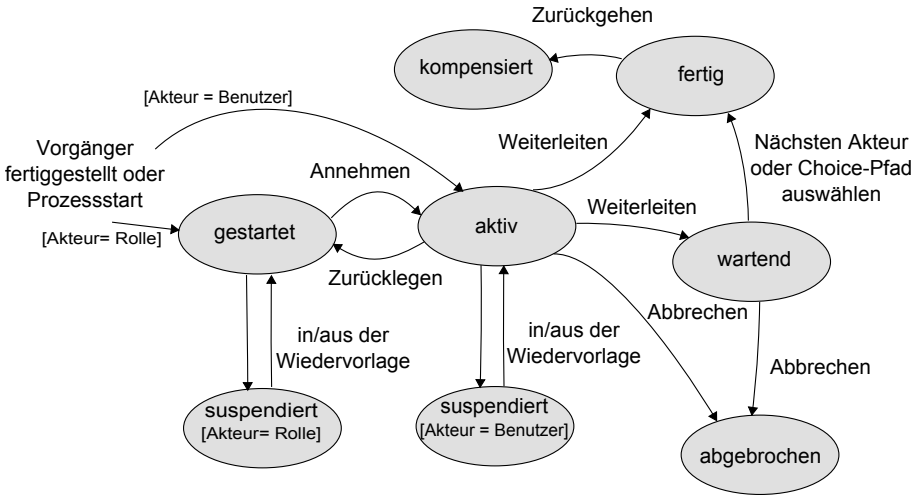 Zurückgehen
kompensiert
fertig
[Akteur = Benutzer]
Vorgänger
fertiggestellt oder
Prozessstart
[Akteur= Rolle]
Annehmen
Weiterleiten
Nächsten Akteur
oder Choice-Pfad
auswählen
gestartet
aktiv
Weiterleiten
wartend
Zurücklegen
in/aus der
Wiedervorlage
in/aus der
Wiedervorlage
Abbrechen
Abbrechen
suspendiert
[Akteur= Rolle]
suspendiert
[Akteur = Benutzer]
abgebrochen